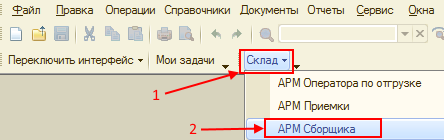 Файл Правка Операции Справочники Документы Отчеты Сервис Окна
Переключить интерфейс Мои задачи Склад
АРМ Оператора по отгрузке
1
АРМ Приемки
2 АРМ Сборщика